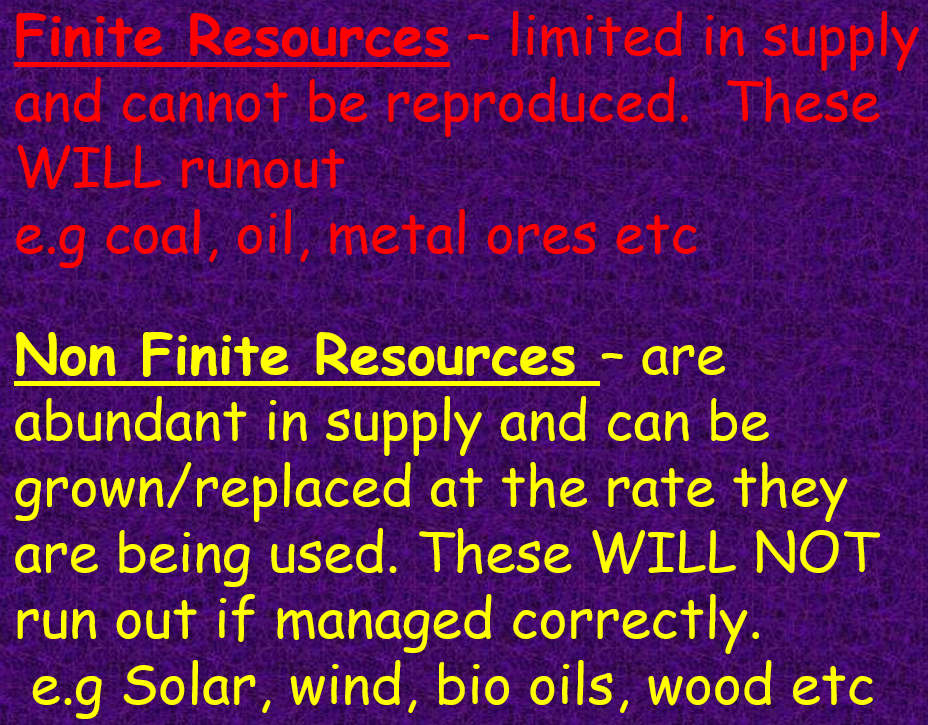 Finite Resources – limited in supply
and cannot be reproduced. These
WILL runout
e.g coal, oil, metal ores etc
Non Finite Resources – are
abundant in supply and can be
grown/replaced at the rate they
are being used. These WILL NOT
run out if managed correctly.
e.g Solar, wind, bio oils, wood etc